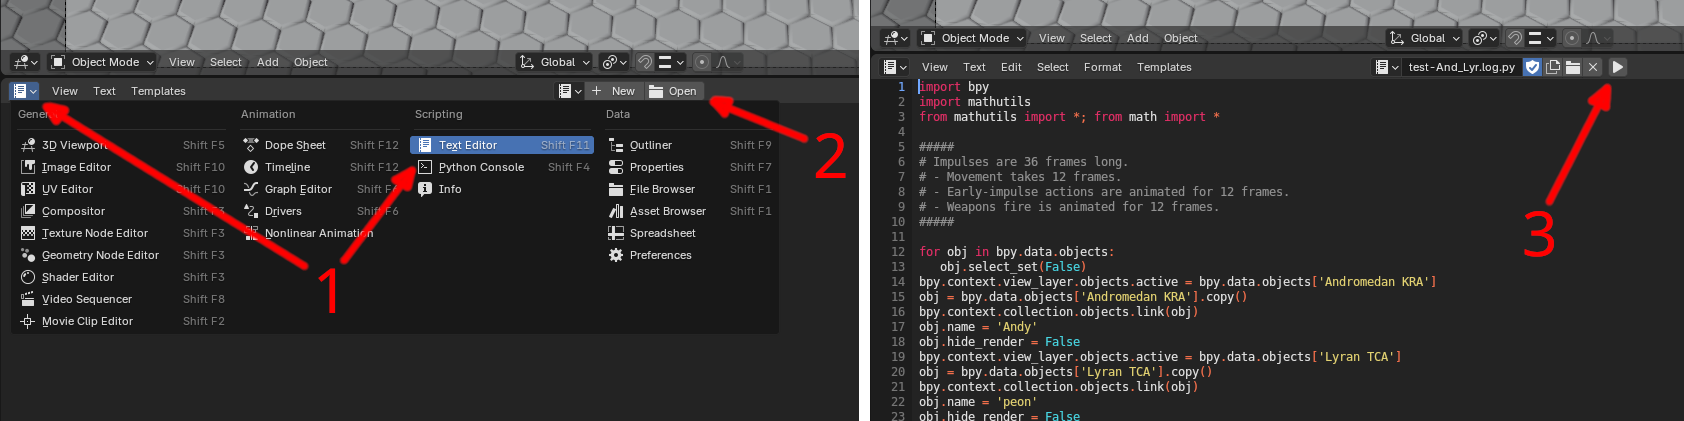 Object Mode View Select Add Object Global
View Text Templates New Open
General Animation Scripting Data
3D Viewport Shift F5 Dope Sheet Shift F12 Text Editor Shift F11 Outliner Shift F9
Image Editor Shift F10 Timeline Shift F12 Python Console Shift F4 Properties Shift F7
UV Editor Shift F10 Graph Editor Shift F6 Info File Browser Shift F1
Compositor Shift F3 Drivers Shift F6 Asset Browser Shift F1
Texture Node Editor Shift F3 Nonlinear Animation Spreadsheet
Geometry Node Editor Shift F3 Preferences
Shader Editor Shift F3
Video Sequencer Shift F8
Movie Clip Editor Shift F2
1
2
Object Mode View Select Add Object Global
View Text Edit Select Format Templates test-And_Lyr.log.py
1 import bpy
2 import mathutils
3 from mathutils import *; from math import *
4
5 #####
6 # Impulses are 36 frames long.
7 # - Movement takes 12 frames.
8 # - Early-impulse actions are animated for 12 frames.
9 # - Weapons fire is animated for 12 frames.
10 #####
11
12 for obj in bpy.data.objects:
13 obj.select_set(False)
14 bpy.context.view_layer.objects.active = bpy.data.objects['Andromedan KRA']
15 obj = bpy.data.objects['Andromedan KRA'].copy()
16 bpy.context.collection.objects.link(obj)
17 obj.name = 'Andy'
18 obj.hide_render = False
19 bpy.context.view_layer.objects.active = bpy.data.objects['Lyran TCA']
20 obj = bpy.data.objects['Lyran TCA'].copy()
21 bpy.context.collection.objects.link(obj)
22 obj.name = 'peon'
23 obj.hide_render = False
3